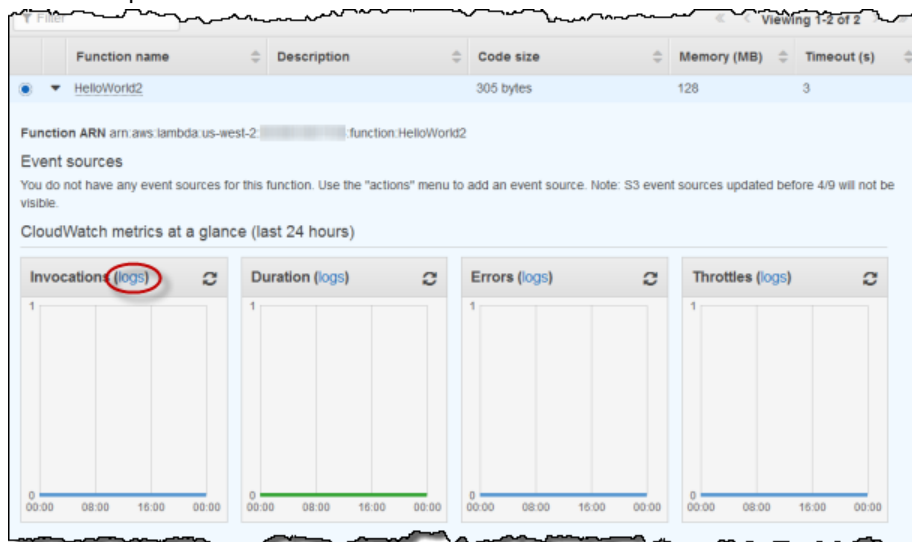 Filter
Viewing 1-2 of 2
Function name Description Code size Memory (MB) Timeout (s)
HelloWorld2 305 bytes 128 3
Function ARN arn:aws:lambda:us-west-2: :function:HelloWorld2
Event sources
You do not have any event sources for this function. Use the "actions" menu to add an event source. Note: S3 event sources updated before 4/9 will not be
visible.
CloudWatch metrics at a glance (last 24 hours)
Invocations (logs) Duration (logs) Errors (logs) Throttles (logs)
1 1 1 1
0 0 0 0
00:00 08:00 16:00 00:00 00:00 08:00 16:00 00:00 00:00 08:00 16:00 00:00 00:00 08:00 16:00 00:00